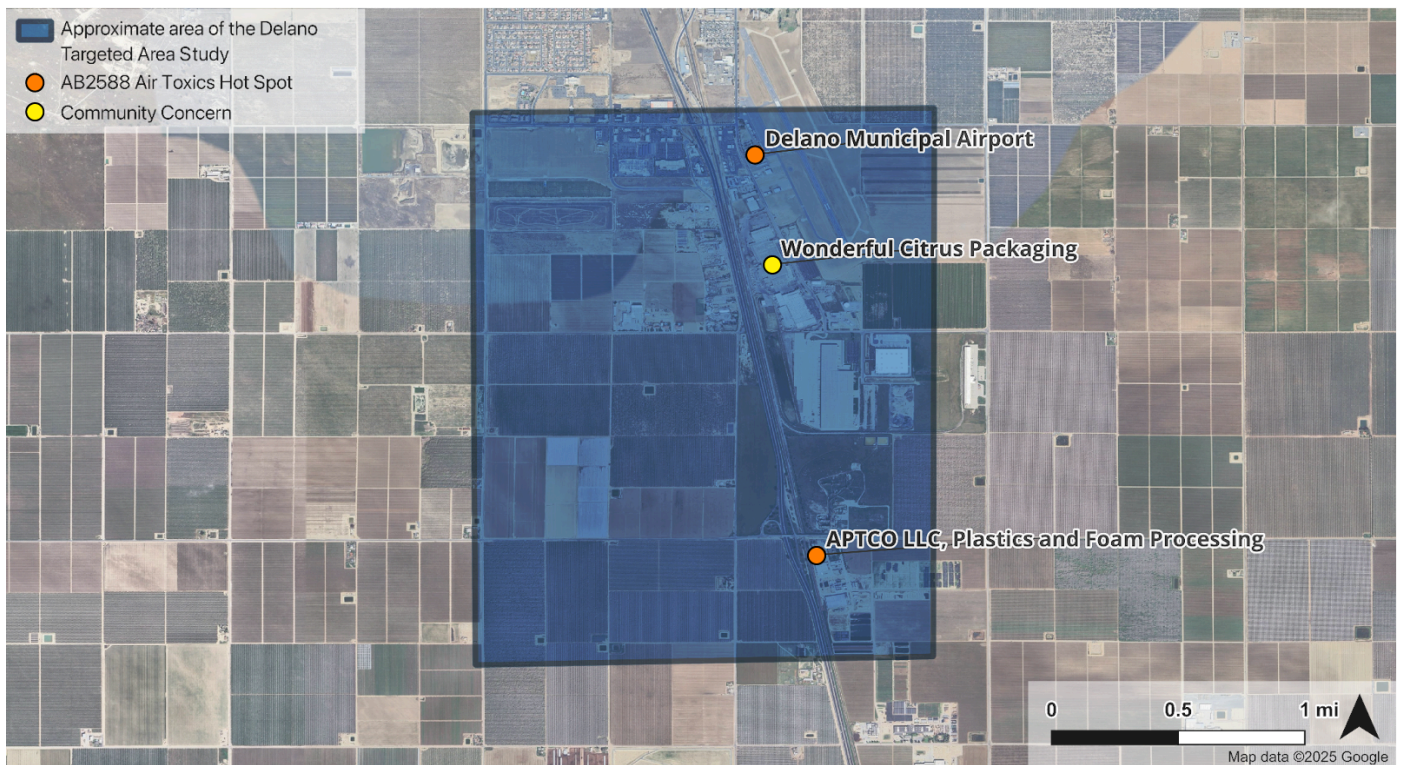 Approximate area of the Delano
Targeted Area Study
AB2588 Air Toxics Hot Spot
Community Concern
Delano Municipal Airport
Wonderful Citrus Packaging
APTCO LLC, Plastics and Foam Processing
0 0.5 1 mi
Map data ©2025 Google